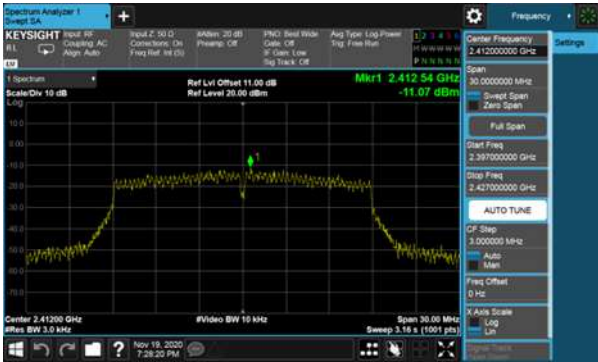 Spectrum Analyzer 1
Swept SA
+
Frequency
KEYSIGHT
Input: RF
Input Z: 50 Ω
#Atten: 20 dB
PNO: Best Wide
Avg Type: Log-Power
1 2 3 4 5 6
RL
Coupling: AC
Corrections: On
Preamp: Off
Gate: Off
Trig: Free Run
Align: Auto
Freq Ref: Int (S)
IF Gain: Low
M W W W W W
Sig Track: Off
P N N N N N
1 Spectrum
Ref Lvl Offset 11.00 dB
Mkr1 2.412 54 GHz
Scale/Div 10 dB
Ref Level 20.00 dBm
-11.07 dBm
Log
10.0
0.00
-10.0
-20.0
-30.0
-40.0
-50.0
-60.0
-70.0
1
Center 2.41200 GHz
#Video BW 10 kHz
Span 30.00 MHz
#Res BW 3.0 kHz
Sweep 3.16 s (1001 pts)
Center Frequency
2.412000000 GHz
Settings
Span
30.0000000 MHz
Swept Span
Zero Span
Full Span
Start Freq
2.397000000 GHz
Stop Freq
2.427000000 GHz
AUTO TUNE
CF Step
3.000000 MHz
Auto
Man
Freq Offset
0 Hz
X Axis Scale
Log
Lin
Signal Track
Nov 19, 2020
7:28:20 PM
?